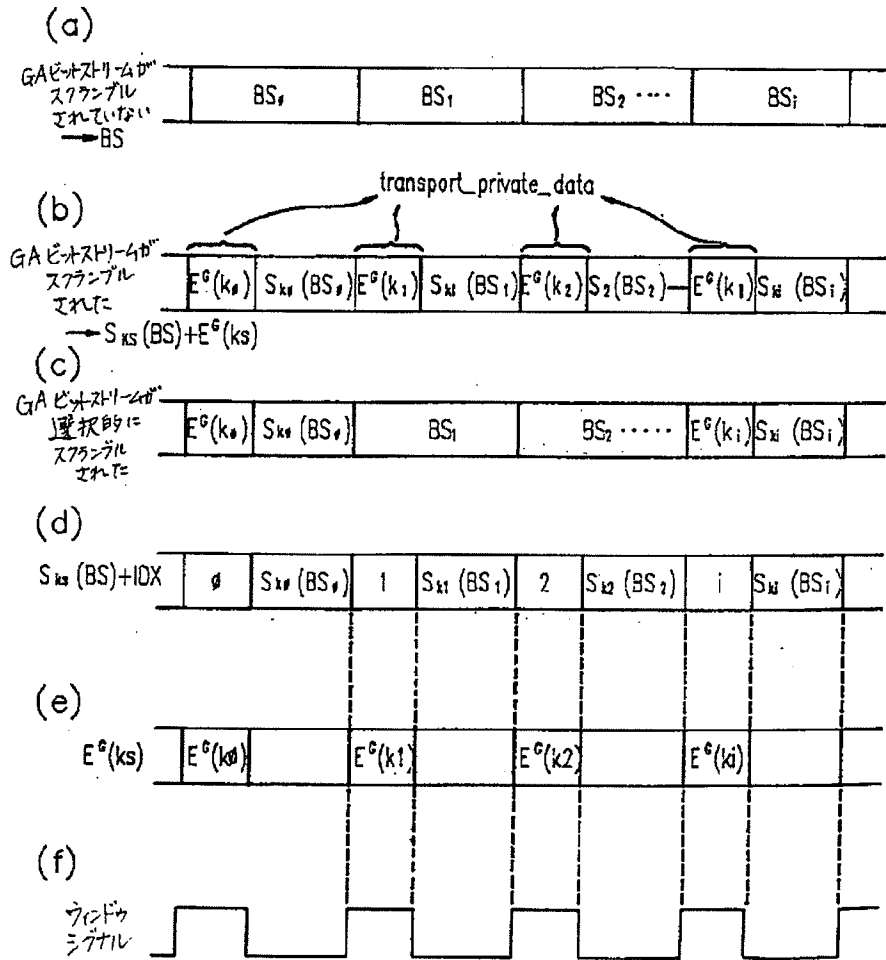 (a)
GAビットストリームが
スクランブル
されていない
→BS
BS₀ BS₁ BS₂ ···· BSᵢ
transport_private_data
(b)
GAビットストリームが
スクランブル
された
→S_KS(BS)+E^G(ks)
E^G(k₀) S_k₀(BS₀) E^G(k₁) S_k₁(BS₁) E^G(k₂) S₂(BS₂)— E^G(k₁) S_ki(BSᵢ)
(c)
GAビットストリームが
選択的に
スクランブル
された
E^G(k₀) S_k₀(BS₀) BS₁ BS₂ ····· E^G(kᵢ) S_ki(BSᵢ)
(d)
S_ks(BS)+IDX
ø S_k₀(BS₀) 1 S_k1(BS₁) 2 S_k2(BS₂) i S_ki(BSᵢ)
(e)
E^G(ks)
E^G(kø) E^G(k1) E^G(k2) E^G(ki)
(f)
ウィンドゥ
シグナル